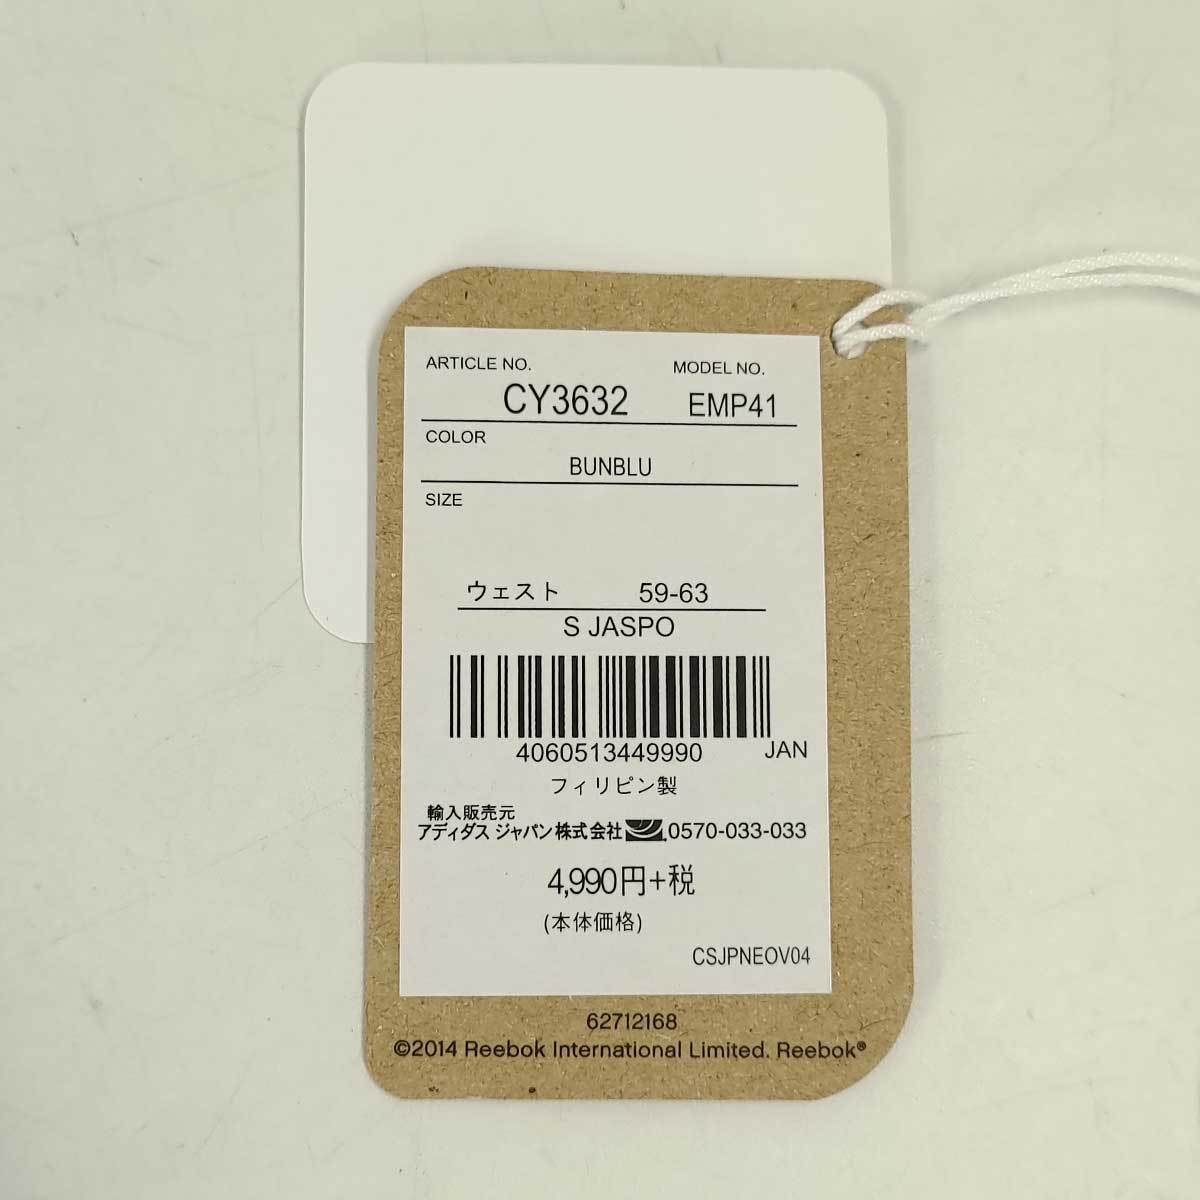 ARTICLE NO. MODEL NO.
CY3632 EMP41
COLOR
BUNBLU
SIZE
ウェスト 59-63
S JASPO
4060513449990 JAN
フィリピン製
輸入販売元
アディダス ジャパン株式会社 0570-033-033
4,990円+税
(本体価格)
CSJPNEOV04
62712168
©2014 Reebok International Limited. Reebok®